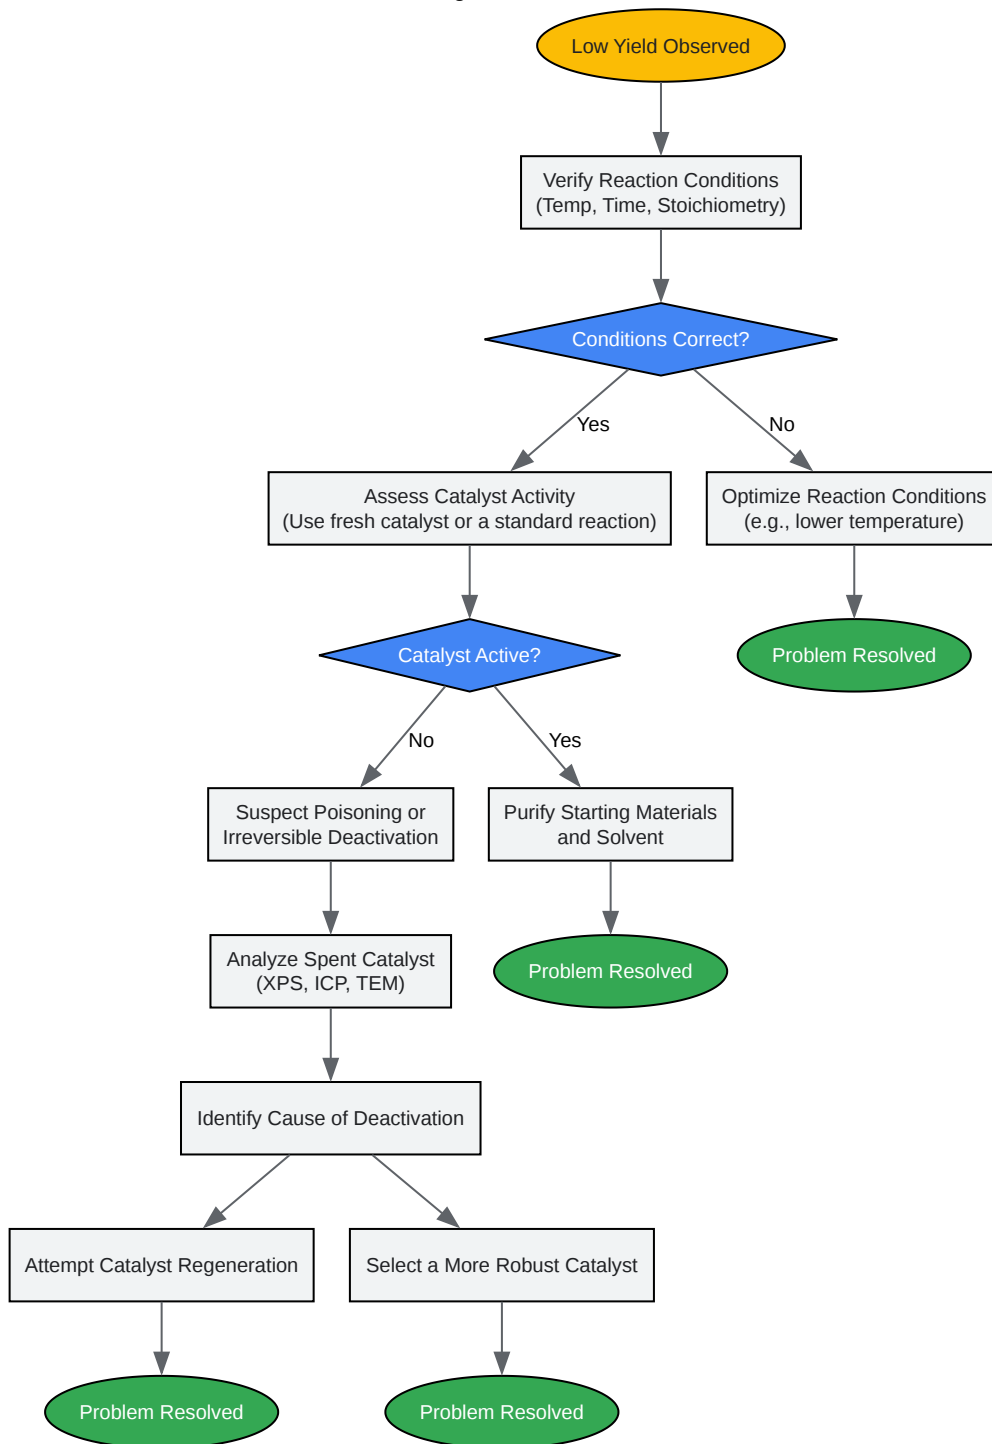 Low Yield Observed
Verify Reaction Conditions
(Temp, Time, Stoichiometry)
Conditions Correct?
Yes
No
Assess Catalyst Activity
(Use fresh catalyst or a standard reaction)
Optimize Reaction Conditions
(e.g., lower temperature)
Catalyst Active?
Problem Resolved
No
Yes
Suspect Poisoning or
Irreversible Deactivation
Purify Starting Materials
and Solvent
Analyze Spent Catalyst
(XPS, ICP, TEM)
Problem Resolved
Identify Cause of Deactivation
Attempt Catalyst Regeneration
Select a More Robust Catalyst
Problem Resolved
Problem Resolved